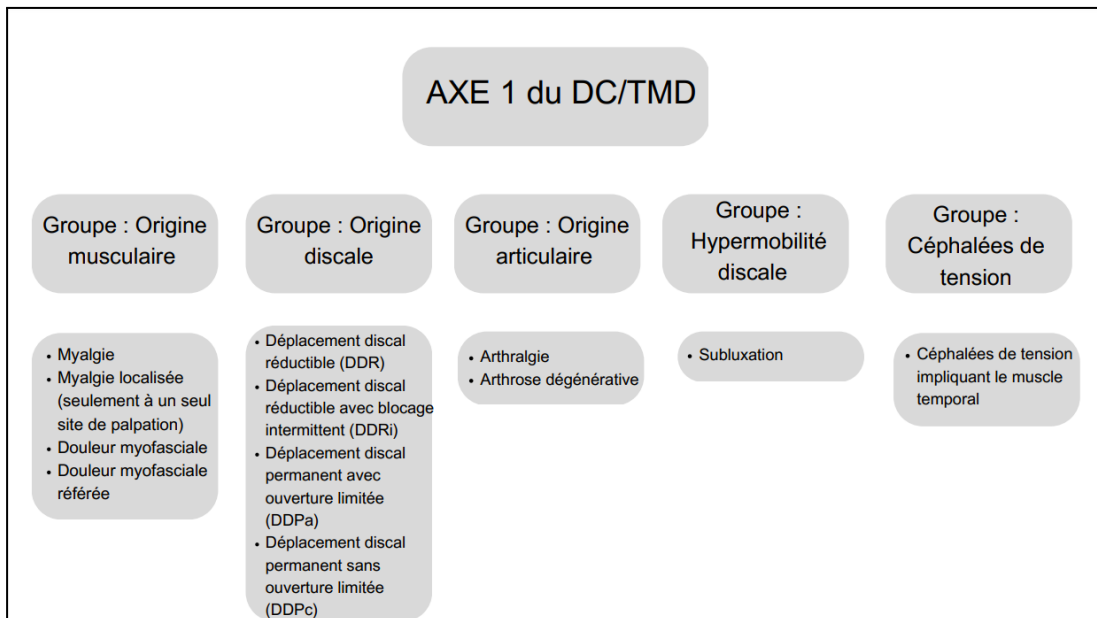 AXE 1 du DC/TMD
Groupe : Origine
musculaire
Groupe : Origine
discale
Groupe : Origine
articulaire
Groupe :
Hypermobilité
discale
Groupe :
Céphalées de
tension
• Myalgie
• Myalgie localisée
(seulement à un seul
site de palpation)
• Douleur myofasciale
• Douleur myofasciale
référée
• Déplacement discal
réductible (DDR)
• Déplacement discal
réductible avec blocage
intermittent (DDRi)
• Déplacement discal
permanent avec
ouverture limitée
(DDPa)
• Déplacement discal
permanent sans
ouverture limitée
(DDPc)
• Arthralgie
• Arthrose dégénérative
• Subluxation
• Céphalées de tension
impliquant le muscle
temporal